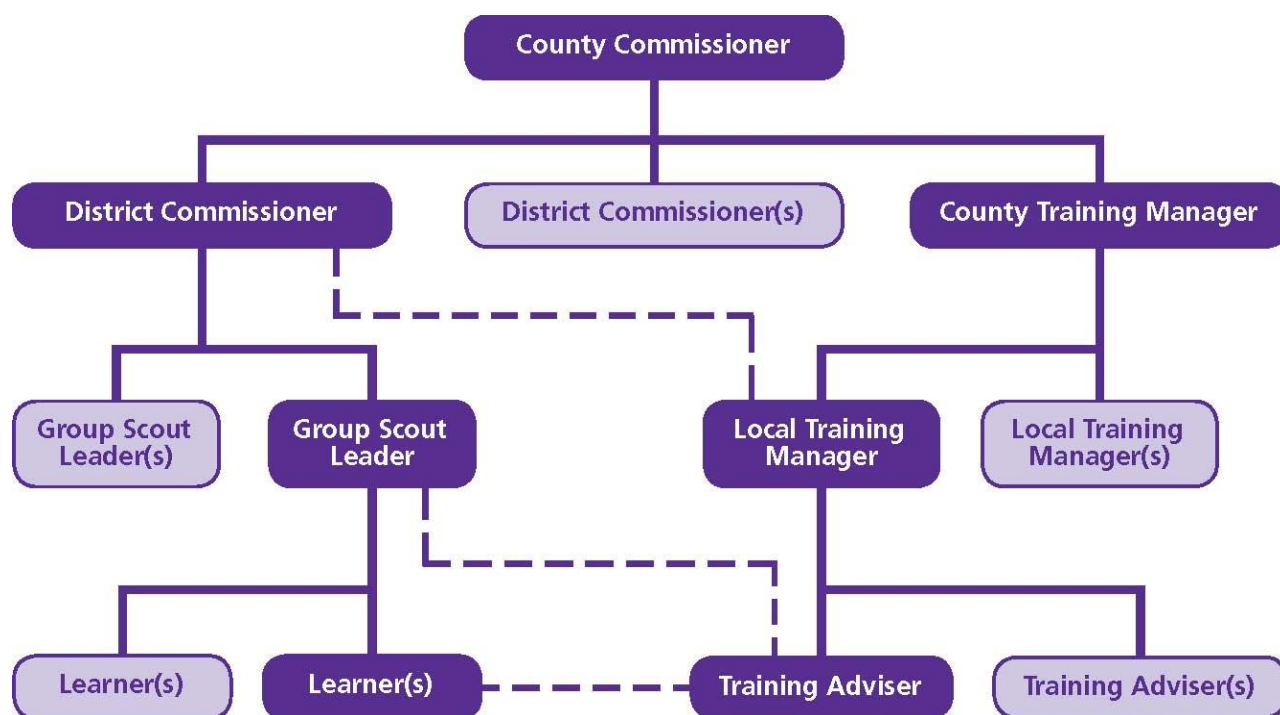 County Commissioner
District Commissioner
District Commissioner(s)
County Training Manager
Group Scout
Leader(s)
Group Scout
Leader
Local Training
Manager
Local Training
Manager(s)
Learner(s)
Learner(s)
Training Adviser
Training Adviser(s)